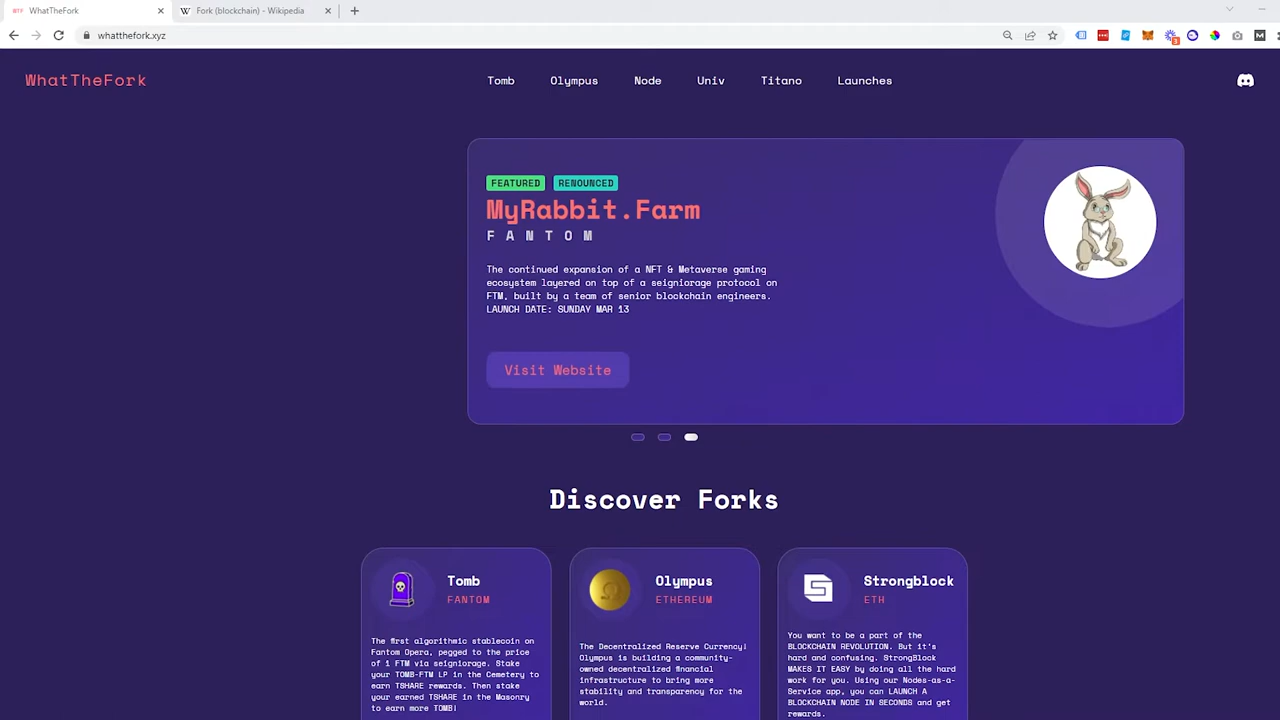 WhatTheFork
Fork (blockchain) - Wikipedia
whatthefork.xyz
WhatTheFork
Tomb
Olympus
Node
Univ
Titano
Launches
FEATURED
RENOUNCED
MyRabbit.Farm
FANTOM
The continued expansion of a NFT & Metaverse gaming
ecosystem layered on top of a seigniorage protocol on
FTM, built by a team of senior blockchain engineers.
LAUNCH DATE: SUNDAY MAR 13
Visit Website
Discover Forks
Tomb
FANTOM
The first algorithmic stablecoin on
Fantom Opera, pegged to the price
of 1 FTM via seigniorage. Stake
your TOMB-FTM LP in the Cemetery to
earn TSHARE rewards. Then stake
your earned TSHARE in the Masonry
to earn more TOMB!
Olympus
ETHEREUM
The Decentralized Reserve Currency!
Olympus is building a community-
owned decentralized financial
infrastructure to bring more
stability and transparency for the
world.
Strongblock
ETH
You want to be a part of the
BLOCKCHAIN REVOLUTION. But it's
hard and confusing. StrongBlock
MAKES IT EASY by doing all the hard
work for you. Using our Nodes-as-a-
Service app, you can LAUNCH A
BLOCKCHAIN NODE IN SECONDS and get
rewards.